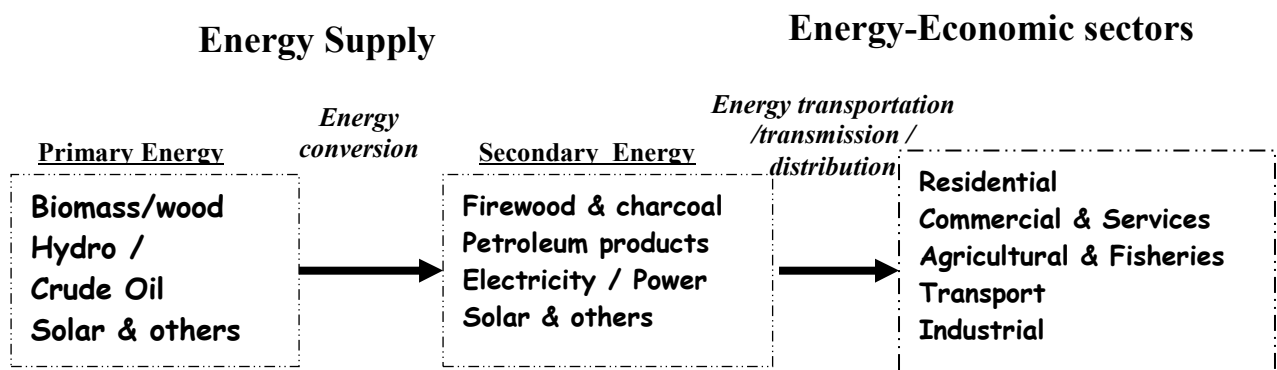 Energy Supply
Energy-Economic sectors
Energy
conversion
Energy transportation
/transmission /
distribution
Primary Energy
Biomass/wood
Hydro /
Crude Oil
Solar & others
Secondary Energy
Firewood & charcoal
Petroleum products
Electricity / Power
Solar & others
Residential
Commercial & Services
Agricultural & Fisheries
Transport
Industrial